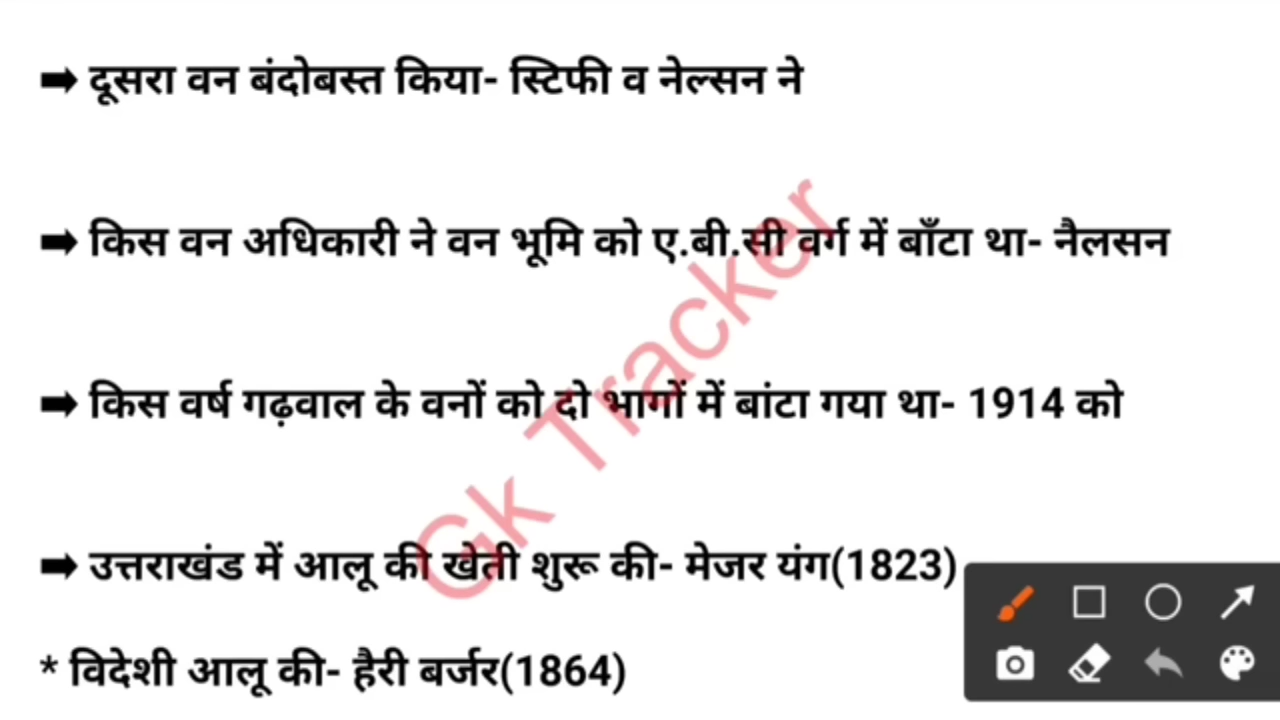 ➡ दूसरा वन बंदोबस्त किया- स्टिफी व नेल्सन ने
➡ किस वन अधिकारी ने वन भूमि को ए.बी.सी वर्ग में बाँटा था- नैलसन
➡ किस वर्ष गढ़वाल के वनों को दो भागों में बांटा गया था- 1914 को
➡ उत्तराखंड में आलू की खेती शुरू की- मेजर यंग(1823)
* विदेशी आलू की- हैरी बर्जर(1864)
Gk Tracker